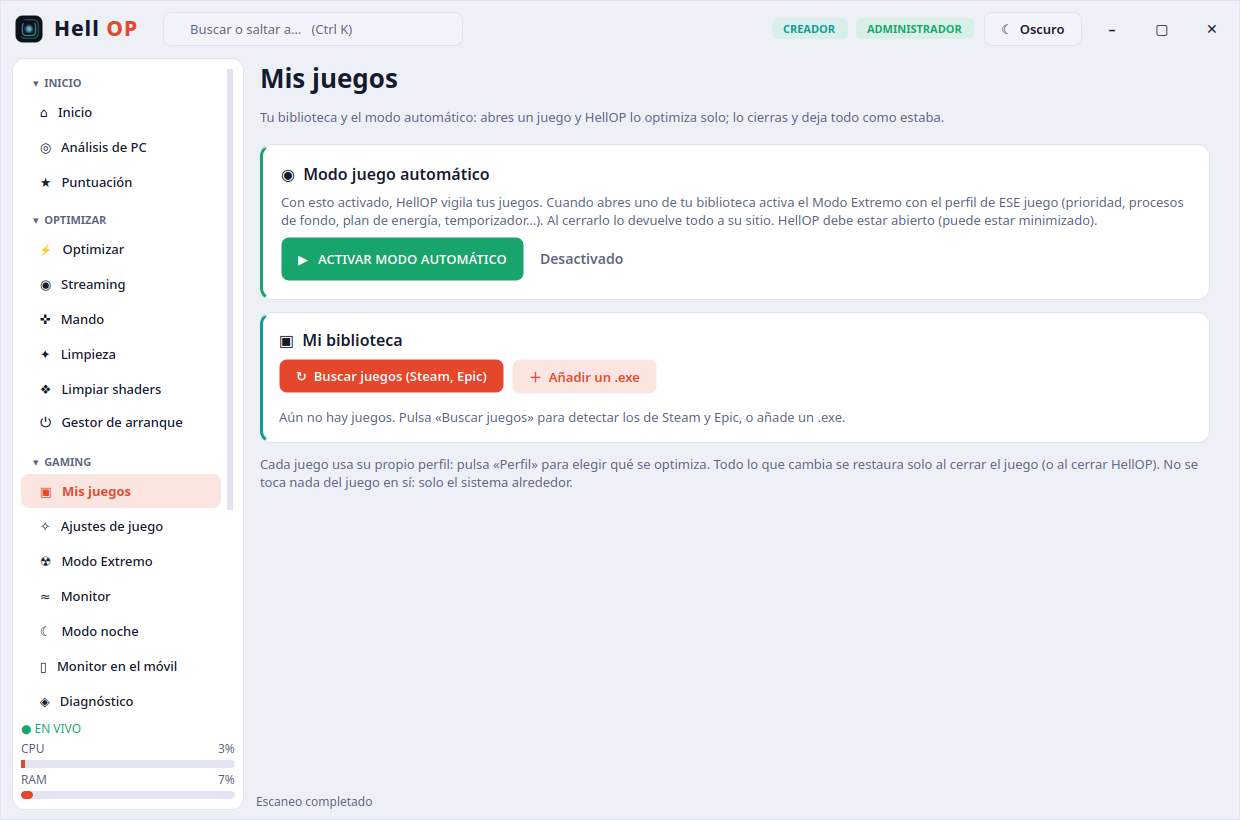 Hell OP
Buscar o saltar a... (Ctrl K)
CREADOR
ADMINISTRADOR
Oscuro
INICIO
Inicio
Análisis de PC
Puntuación
OPTIMIZAR
Optimizar
Streaming
Mando
Limpieza
Limpiar shaders
Gestor de arranque
GAMING
Mis juegos
Ajustes de juego
Modo Extremo
Monitor
Modo noche
Monitor en el móvil
Diagnóstico
EN VIVO
CPU 3%
RAM 7%
Mis juegos
Tu biblioteca y el modo automático: abres un juego y HellOP lo optimiza solo; lo cierras y deja todo como estaba.
Modo juego automático
Con esto activado, HellOP vigila tus juegos. Cuando abres uno de tu biblioteca activa el Modo Extremo con el perfil de ESE juego (prioridad, procesos
de fondo, plan de energía, temporizador...). Al cerrarlo lo devuelve todo a su sitio. HellOP debe estar abierto (puede estar minimizado).
ACTIVAR MODO AUTOMÁTICO
Desactivado
Mi biblioteca
Buscar juegos (Steam, Epic)
Añadir un .exe
Aún no hay juegos. Pulsa «Buscar juegos» para detectar los de Steam y Epic, o añade un .exe.
Cada juego usa su propio perfil: pulsa «Perfil» para elegir qué se optimiza. Todo lo que cambia se restaura solo al cerrar el juego (o al cerrar HellOP). No se
toca nada del juego en sí: solo el sistema alrededor.
Escaneo completado